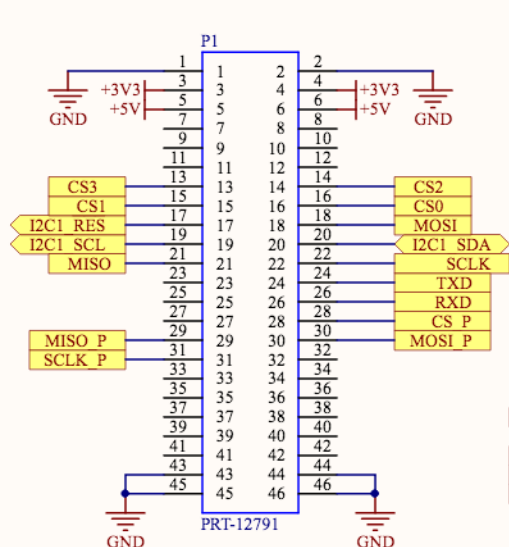 P1
1 1 2 2
3 3 4 4
+3V3 +3V3
5 5 6 6
+5V +5V
GND GND
7 7 8 8
9 9 10 10
11 11 12 12
CS3 13 13 14 14 CS2
CS1 15 15 16 16 CS0
I2C1_RES 17 17 18 18 MOSI
I2C1_SCL 19 19 20 20 I2C1_SDA
MISO 21 21 22 22 SCLK
23 23 24 24 TXD
25 25 26 26 RXD
27 27 28 28 CS_P
MISO_P 29 29 30 30 MOSI_P
SCLK_P 31 31 32 32
33 33 34 34
35 35 36 36
37 37 38 38
39 39 40 40
41 41 42 42
43 43 44 44
45 45 46 46
PRT-12791
GND GND